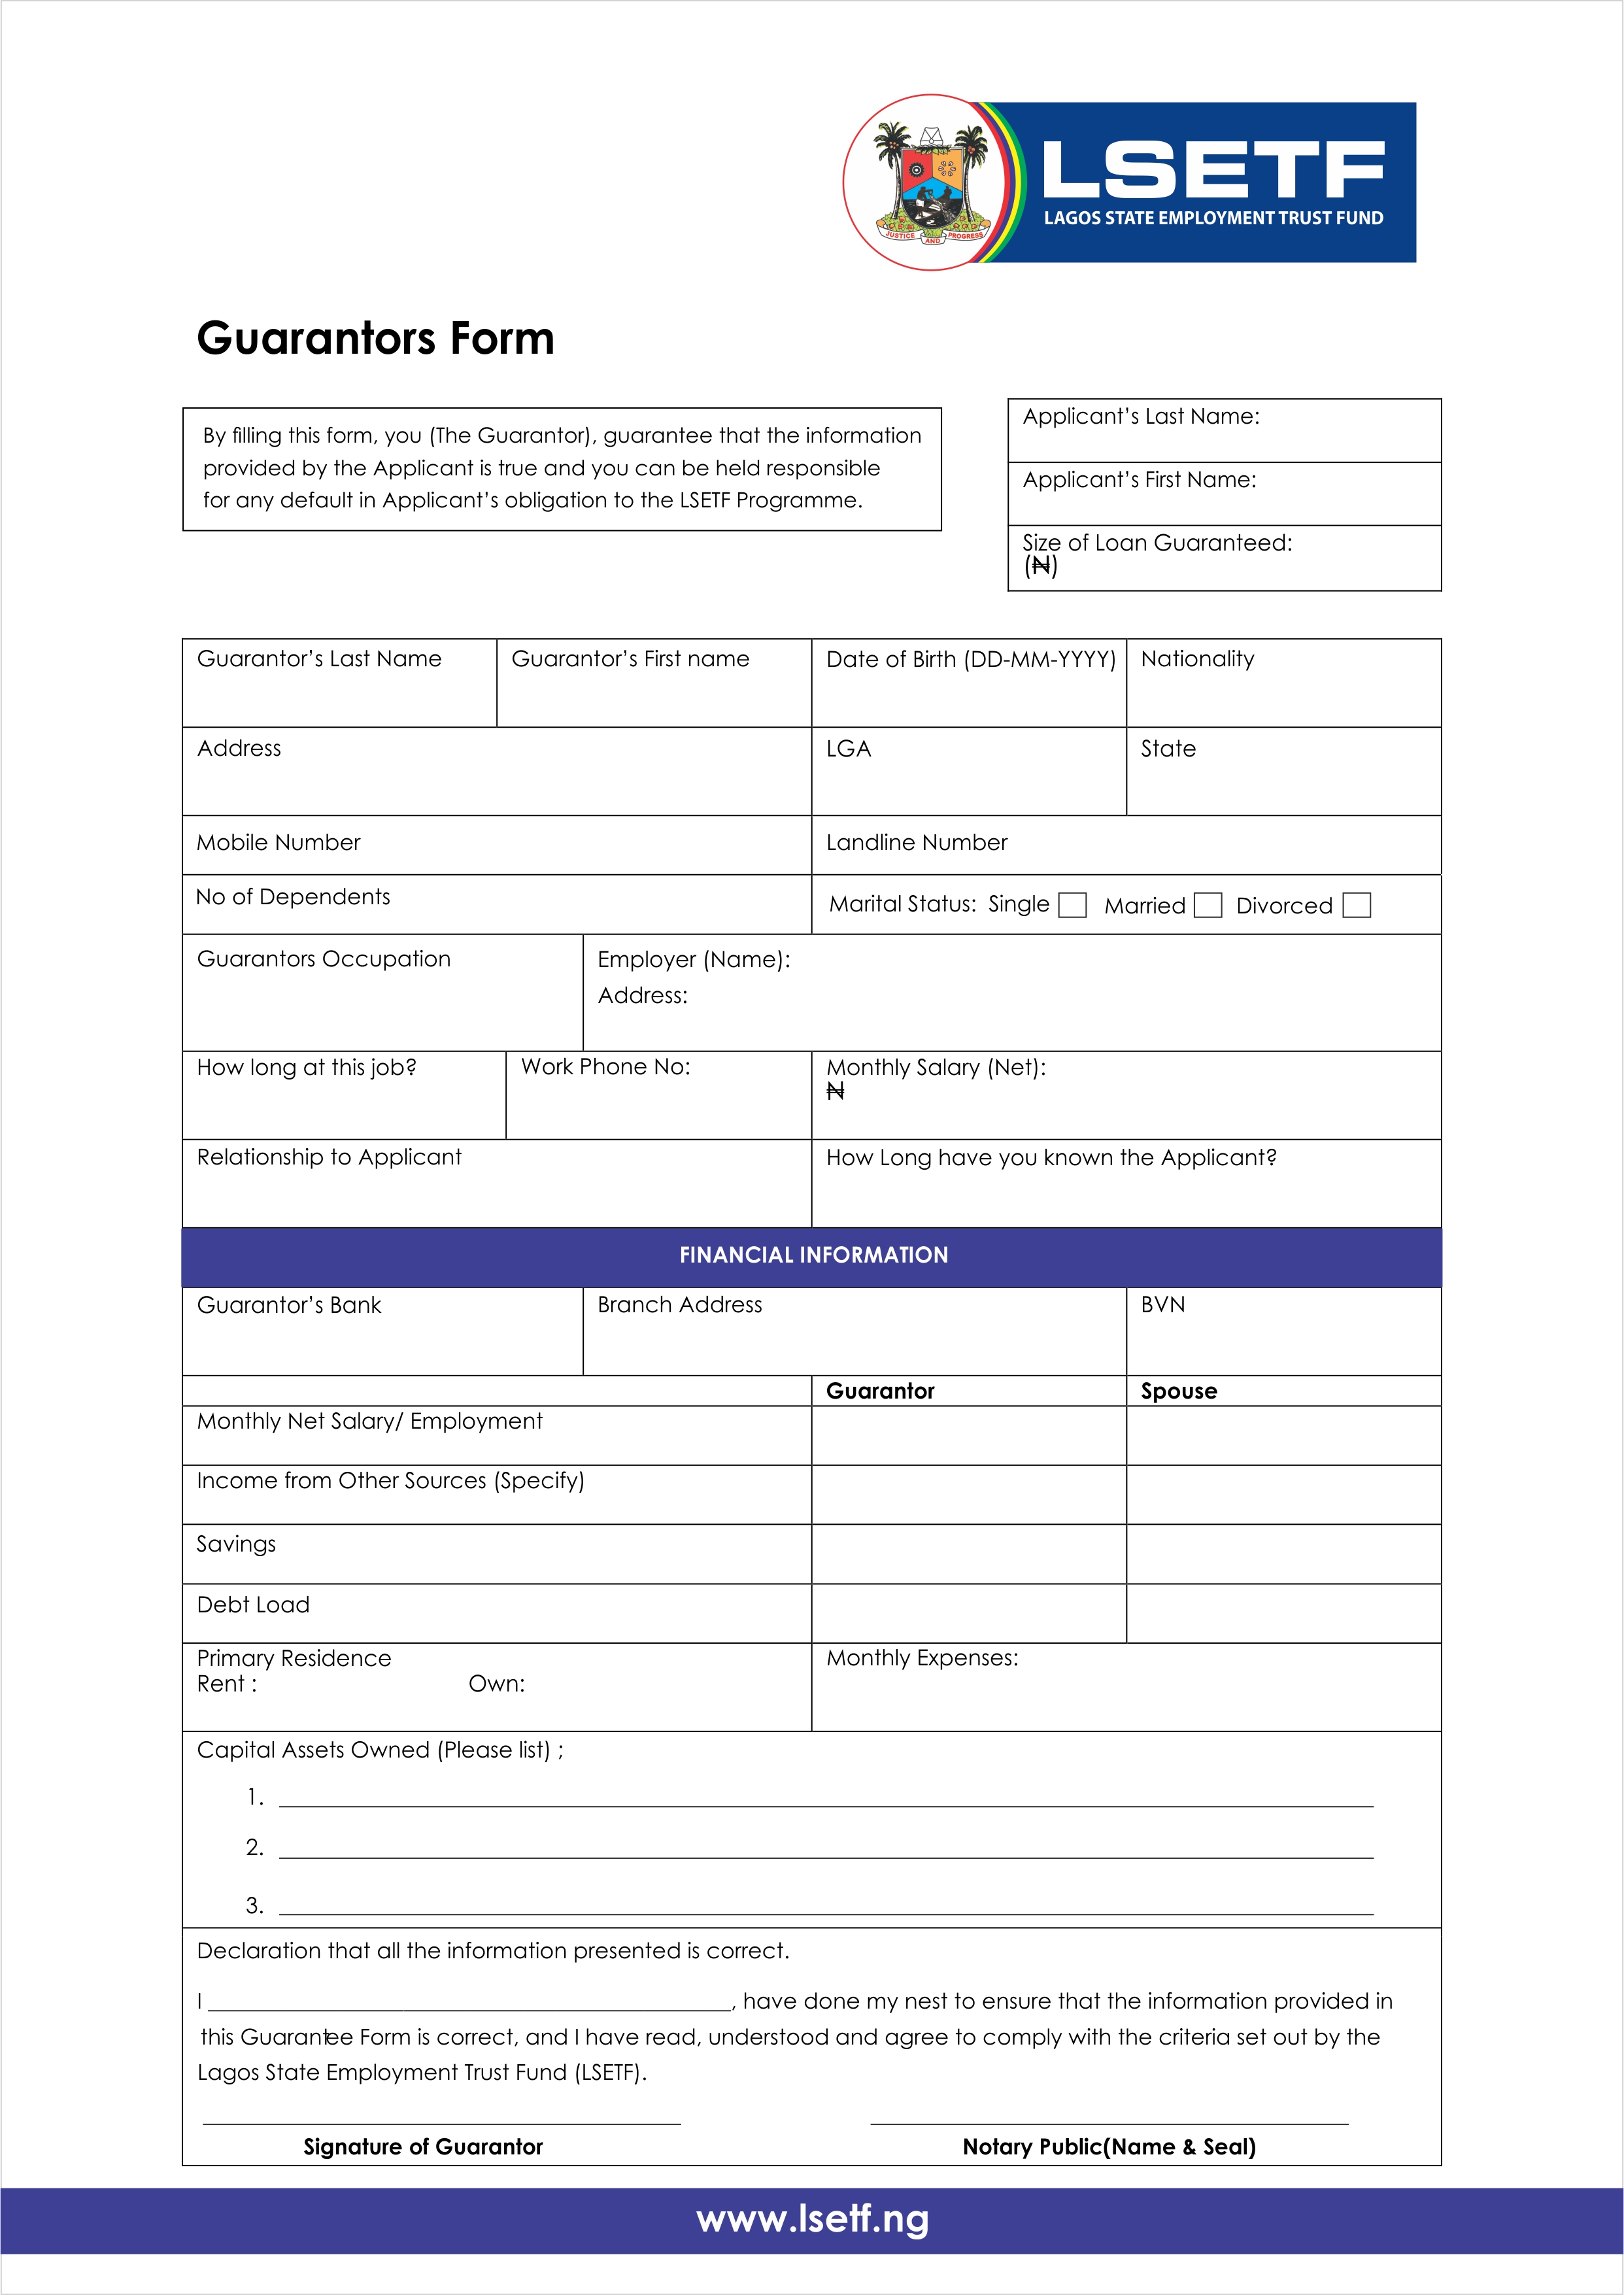 JUSTICE AND PROGRESS
LSETF
LAGOS STATE EMPLOYMENT TRUST FUND
Guarantors Form
By filling this form, you (The Guarantor), guarantee that the information
provided by the Applicant is true and you can be held responsible
for any default in Applicant’s obligation to the LSETF Programme.
Applicant’s Last Name:
Applicant’s First Name:
Size of Loan Guaranteed:
(₦)
Guarantor’s Last Name Guarantor’s First name Date of Birth (DD-MM-YYYY) Nationality
Address LGA State
Mobile Number Landline Number
No of Dependents Marital Status: Single Married Divorced
Guarantors Occupation Employer (Name):
Address:
How long at this job? Work Phone No: Monthly Salary (Net):
₦
Relationship to Applicant How Long have you known the Applicant?
FINANCIAL INFORMATION
Guarantor’s Bank Branch Address BVN
Guarantor Spouse
Monthly Net Salary/ Employment
Income from Other Sources (Specify)
Savings
Debt Load
Primary Residence Monthly Expenses:
Rent : Own:
Capital Assets Owned (Please list) ;
1.
2.
3.
Declaration that all the information presented is correct.
I , have done my nest to ensure that the information provided in
this Guarantee Form is correct, and I have read, understood and agree to comply with the criteria set out by the
Lagos State Employment Trust Fund (LSETF).
Signature of Guarantor Notary Public(Name & Seal)
www.lsetf.ng